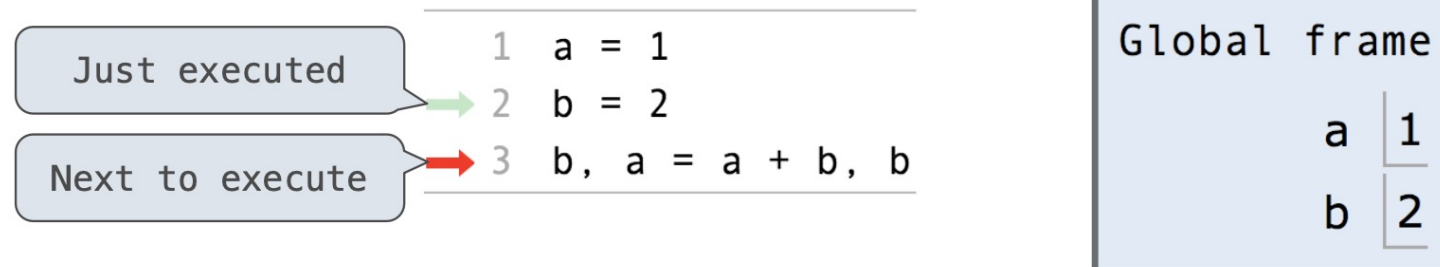 Just executed
Next to execute
1 a = 1
2 b = 2
3 b, a = a + b, b
Global frame
a 1
b 2